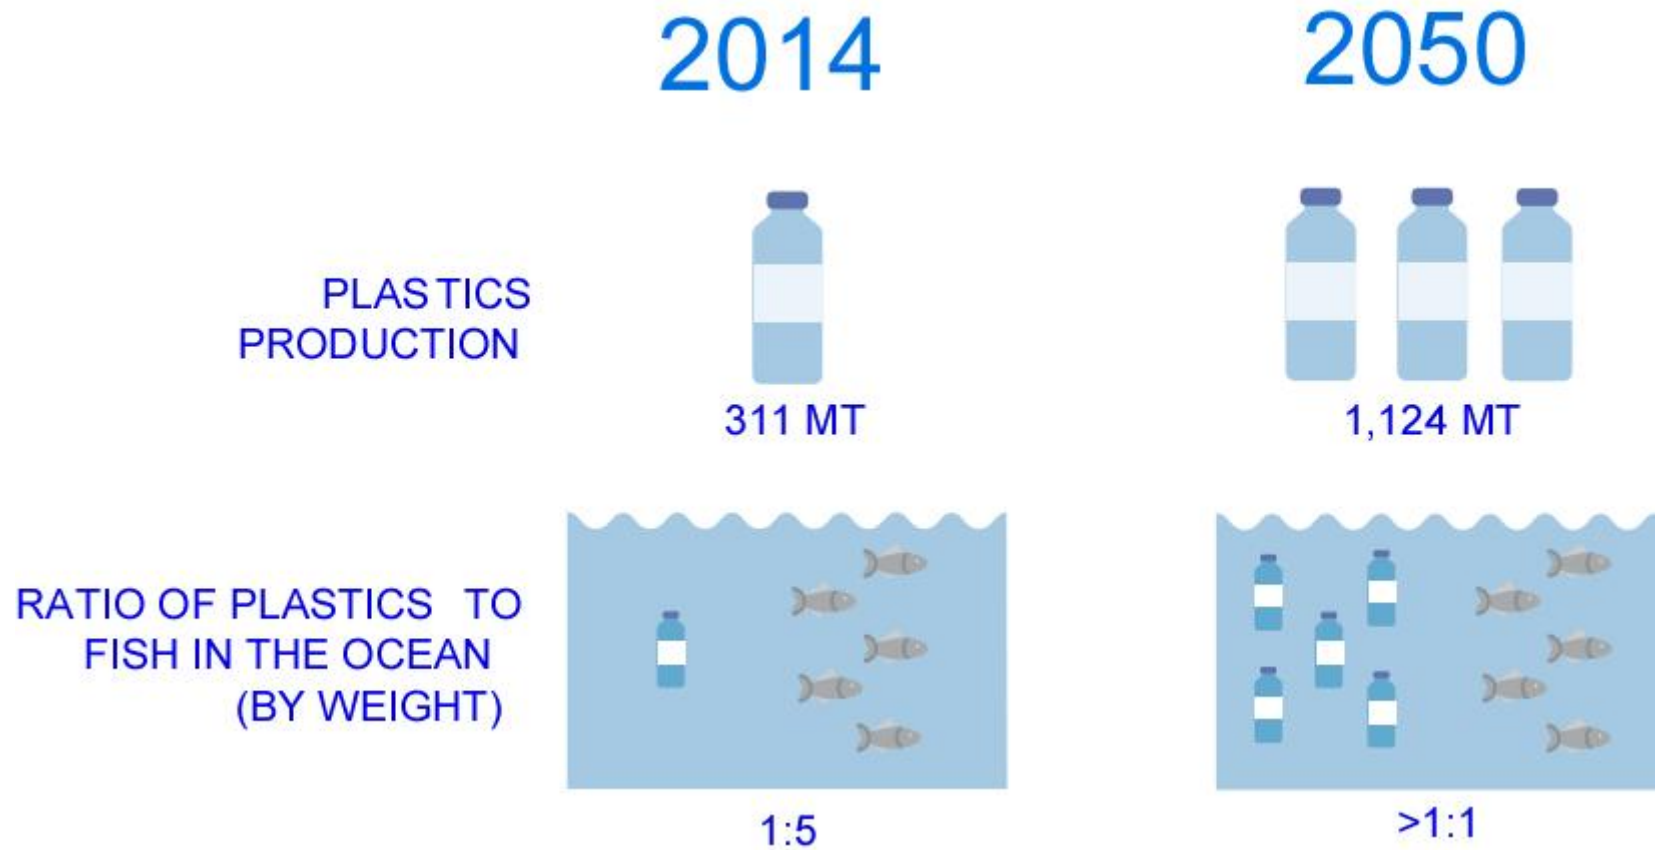 2014
2050
PLASTICS
PRODUCTION
311 MT
1,124 MT
RATIO OF PLASTICS TO
FISH IN THE OCEAN
(BY WEIGHT)
1:5
>1:1